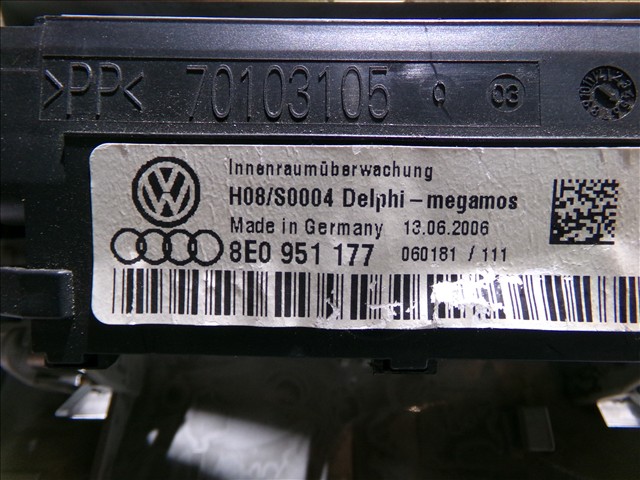 >PP< 70103105 03
Innenraumüberwachung
H08/S0004 Delphi-megamos
Made in Germany 13.06.2006
8E0 951 177 060181 / 111